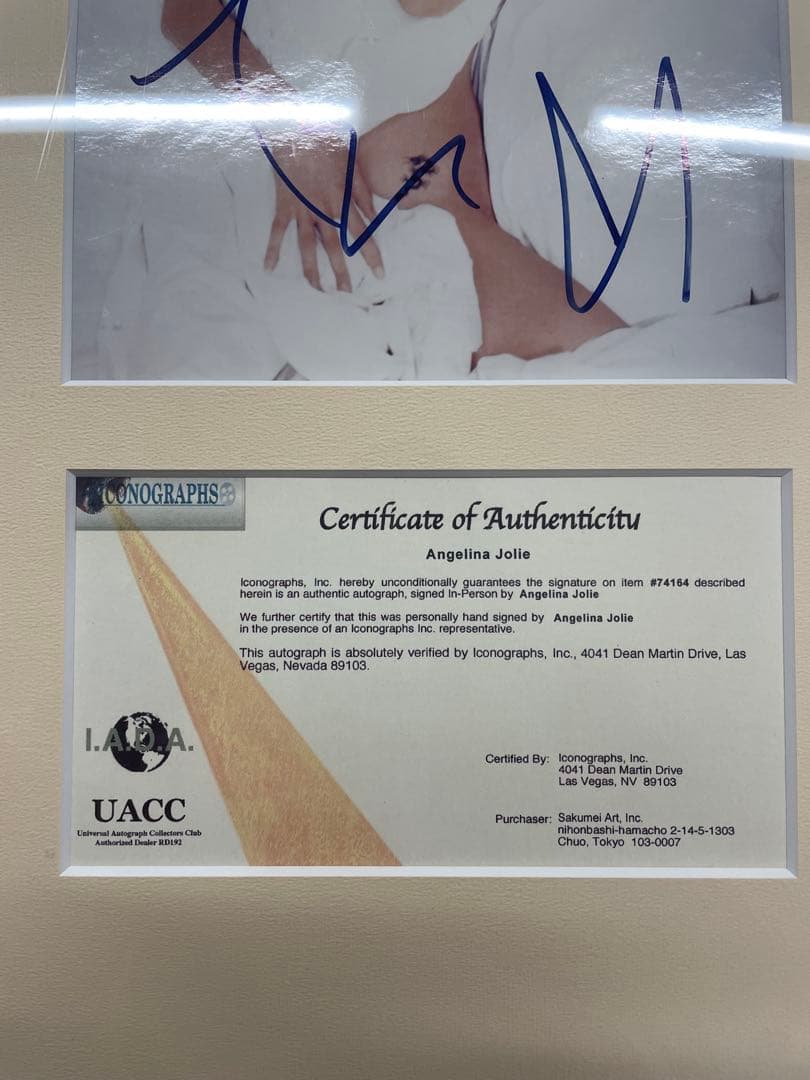 ICONOGRAPHS
Certificate of Authenticity
Angelina Jolie
Iconographs, Inc. hereby unconditionally guarantees the signature on item #74164 described
herein is an authentic autograph, signed In-Person by Angelina Jolie
We further certify that this was personally hand signed by Angelina Jolie
in the presence of an Iconographs Inc. representative.
This autograph is absolutely verified by Iconographs, Inc., 4041 Dean Martin Drive, Las
Vegas, Nevada 89103.
I.A.D.A.
UACC
Universal Autograph Collectors Club
Authorized Dealer RD192
Certified By: Iconographs, Inc.
4041 Dean Martin Drive
Las Vegas, NV 89103
Purchaser: Sakumei Art, Inc.
nihonbashi-hamacho 2-14-5-1303
Chuo, Tokyo 103-0007